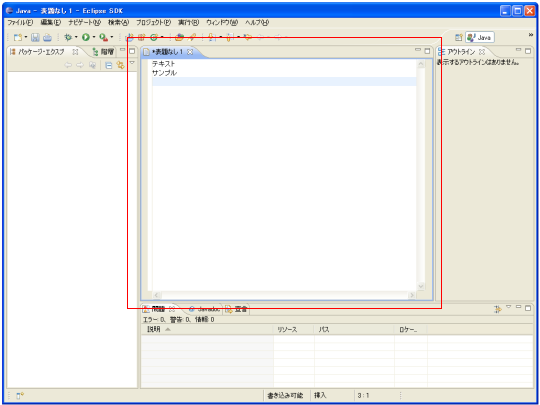 Java - 表題なし 1 - Eclipse SDK
ファイル(F) 編集(E) ナビゲート(N) 検索(A) プロジェクト(P) 実行(R) ウィンドウ(W) ヘルプ(H)
Java
パッケージ・エクスプ 階層
*表題なし 1
アウトライン
テキスト
サンプル
表示するアウトラインはありません。
問題 Javadoc 宣言
エラー 0、警告 0、情報 0
説明 リソース パス ロケー...
書き込み可能 挿入 3 : 1